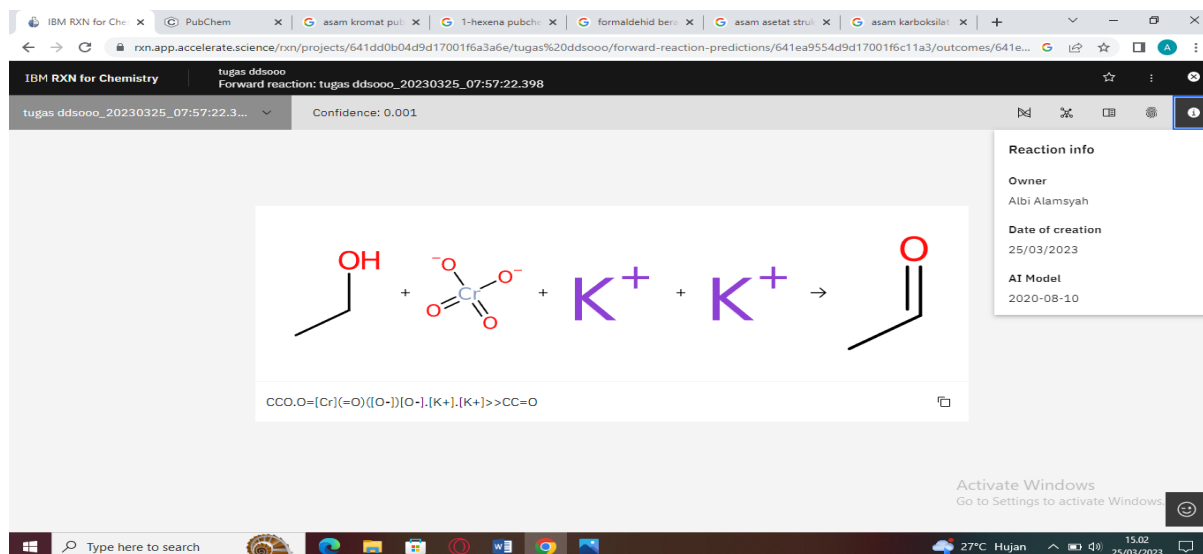 IBM RXN for Che
PubChem
asam kromat pub
1-hexena pubche
formaldehid bera
asam asetat struk
asam karboksilat
rxn.app.accelerate.science/rxn/projects/641dd0b04d9d17001f6a3a6e/tugas%20ddsooo/forward-reaction-predictions/641ea9554d9d17001f6c11a3/outcomes/641e...
A
IBM RXN for Chemistry
tugas ddsooo
Forward reaction: tugas ddsooo_20230325_07:57:22.398
tugas ddsooo_20230325_07:57:22.3...
Confidence: 0.001
Reaction info
Owner
Albi Alamsyah
Date of creation
25/03/2023
AI Model
2020-08-10
OH + ⁻O O⁻ Cr O O + K⁺ + K⁺ → O
CCO.O=[Cr](=O)([O-])[O-].[K+].[K+]>>CC=O
Activate Windows
Go to Settings to activate Windows.
Type here to search
27°C Hujan
15.02
25/03/2023